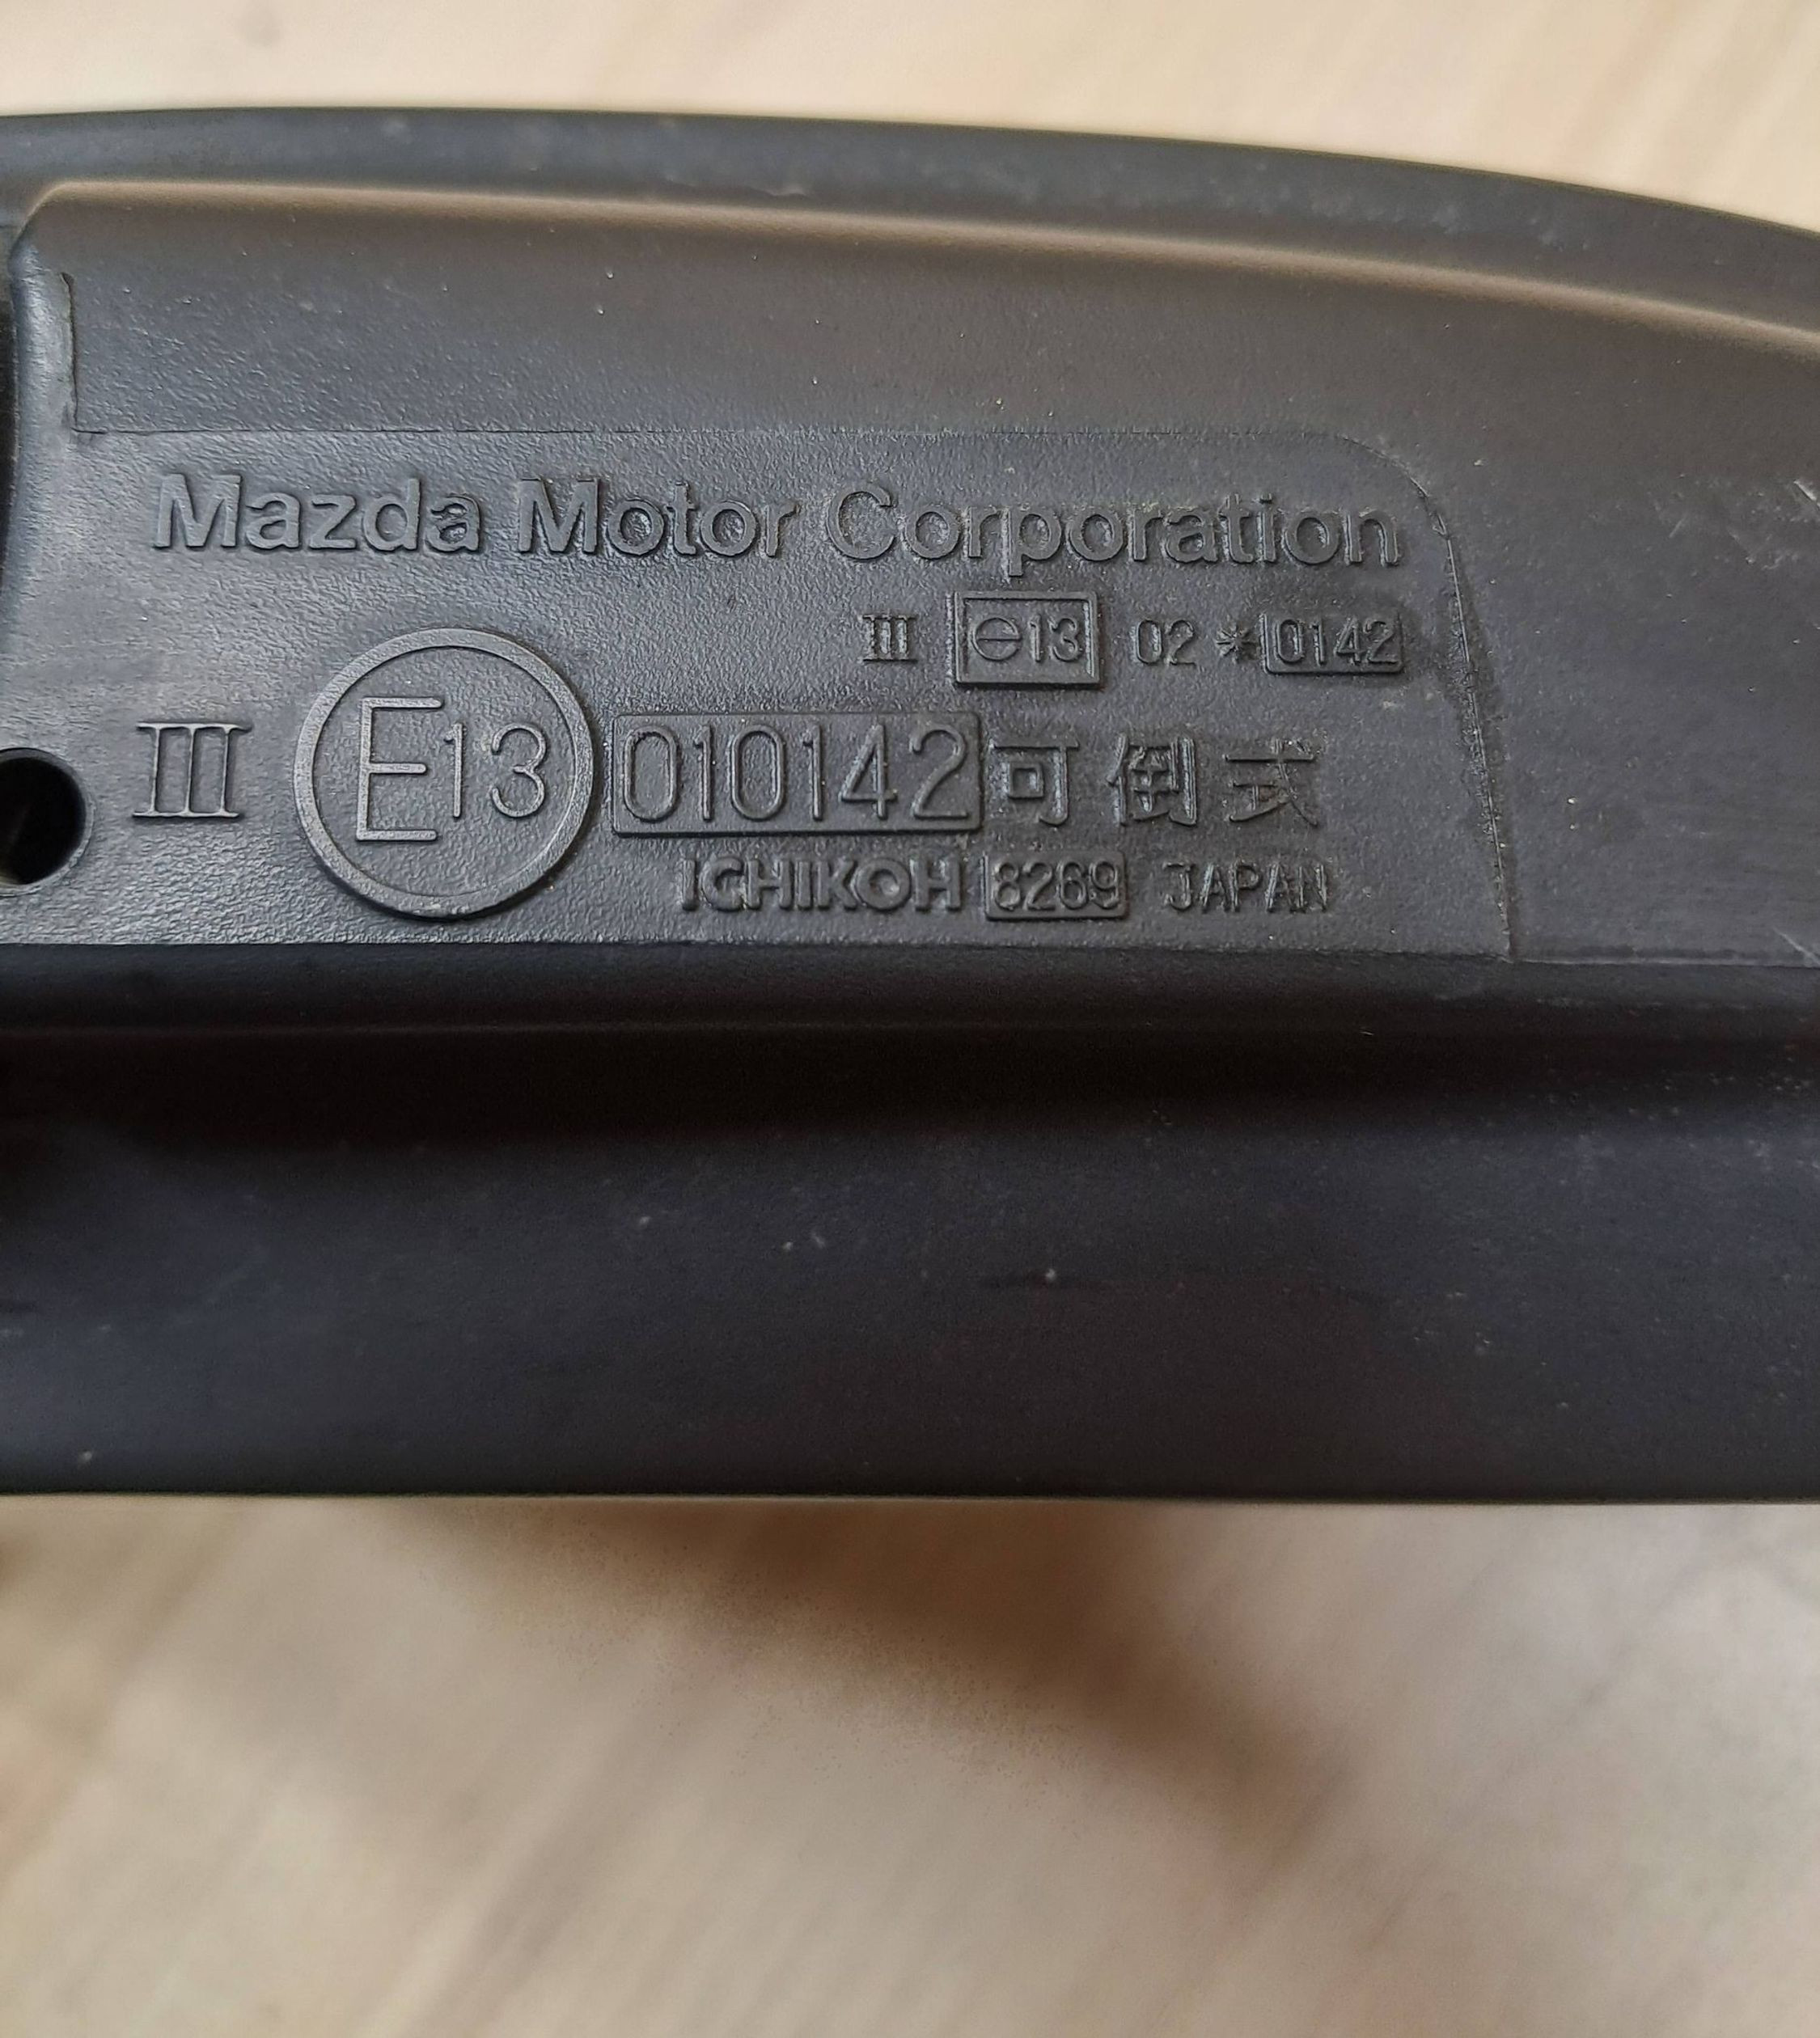 Mazda Motor Corporation
III e13 02 *0142
III E13 010142 可倒式
ICHIKOH 8269 JAPAN